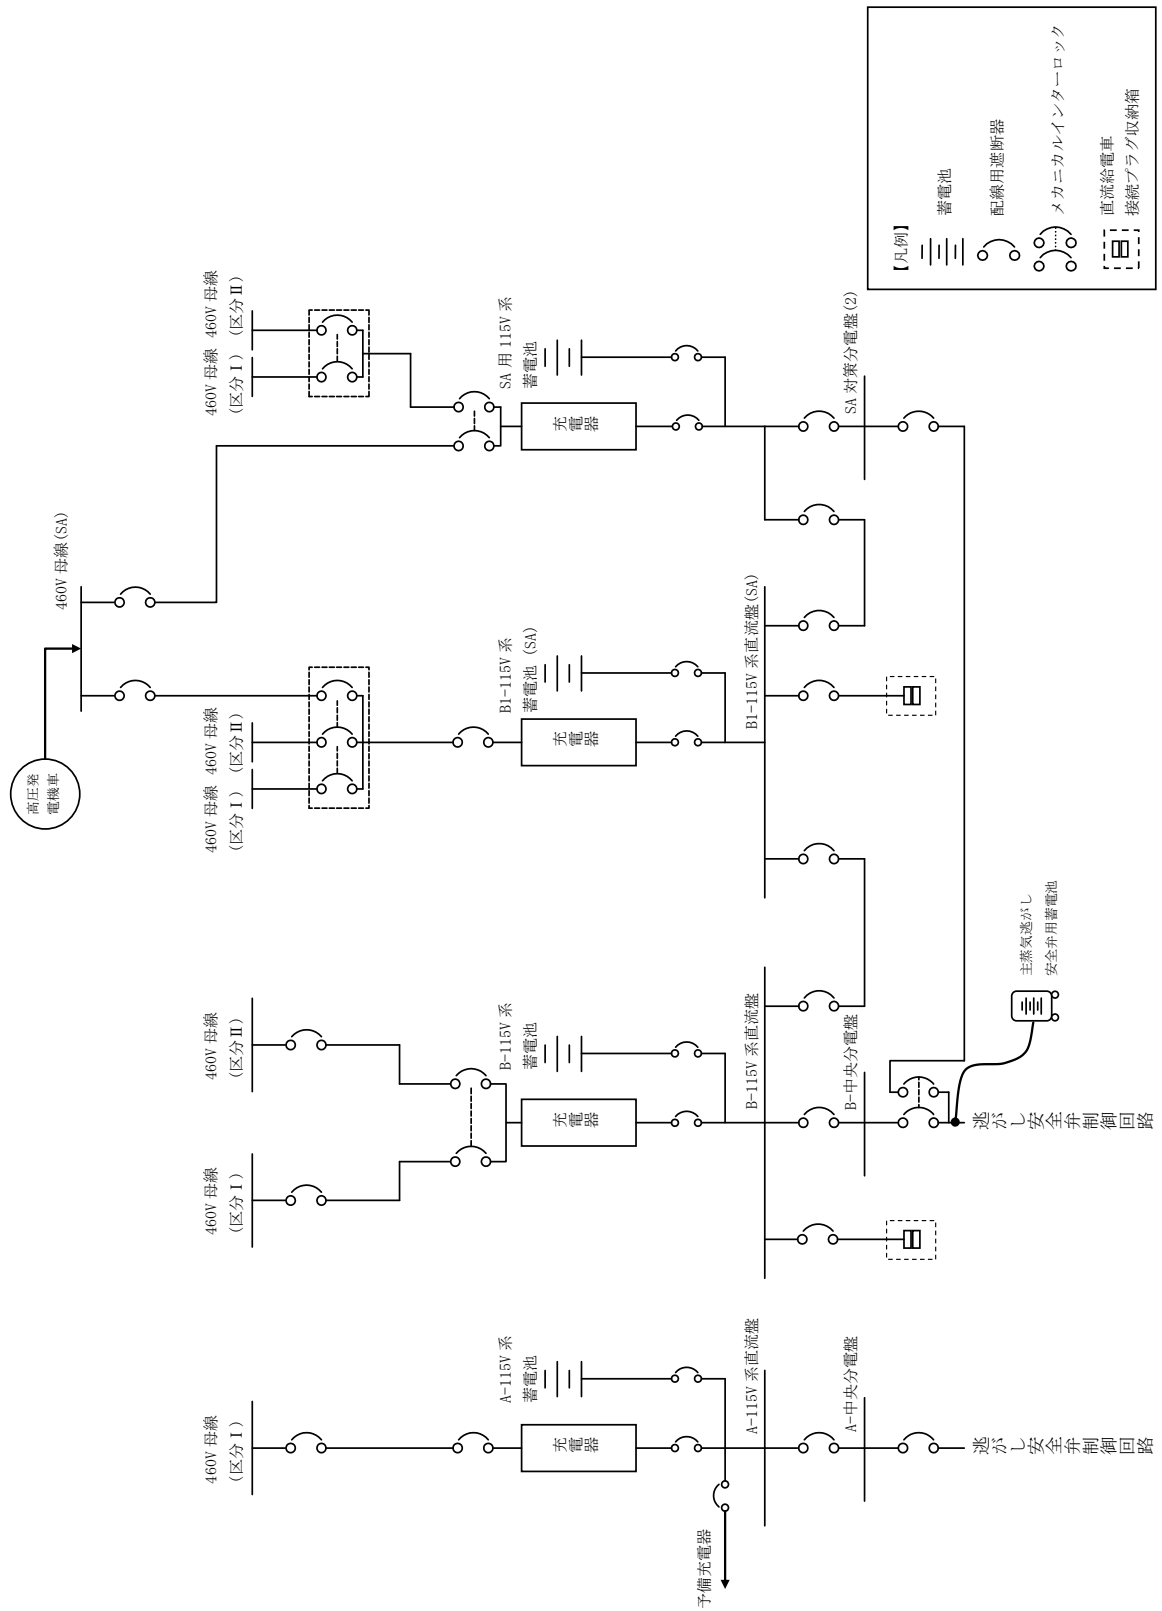 高圧発
電機車
460V 母線(SA)
460V 母線
(区分Ⅰ)
460V 母線
(区分Ⅰ)
460V 母線
(区分Ⅱ)
460V 母線
(区分Ⅰ)
460V 母線
(区分Ⅱ)
460V 母線
(区分Ⅰ)
460V 母線
(区分Ⅱ)
A-115V 系
蓄電池
充電器
B-115V 系
蓄電池
充電器
B1-115V 系
蓄電池 (SA)
充電器
SA 用 115V 系
蓄電池
充電器
予備充電器
A-115V 系直流盤
B-115V 系直流盤
B1-115V 系直流盤(SA)
A-中央分電盤
B-中央分電盤
SA 対策分電盤(2)
逃がし安全弁制御回路
逃がし安全弁制御回路
主蒸気逃がし
安全弁用蓄電池
【凡例】
蓄電池
配線用遮断器
メカニカルインターロック
直流給電車
接続プラグ収納箱